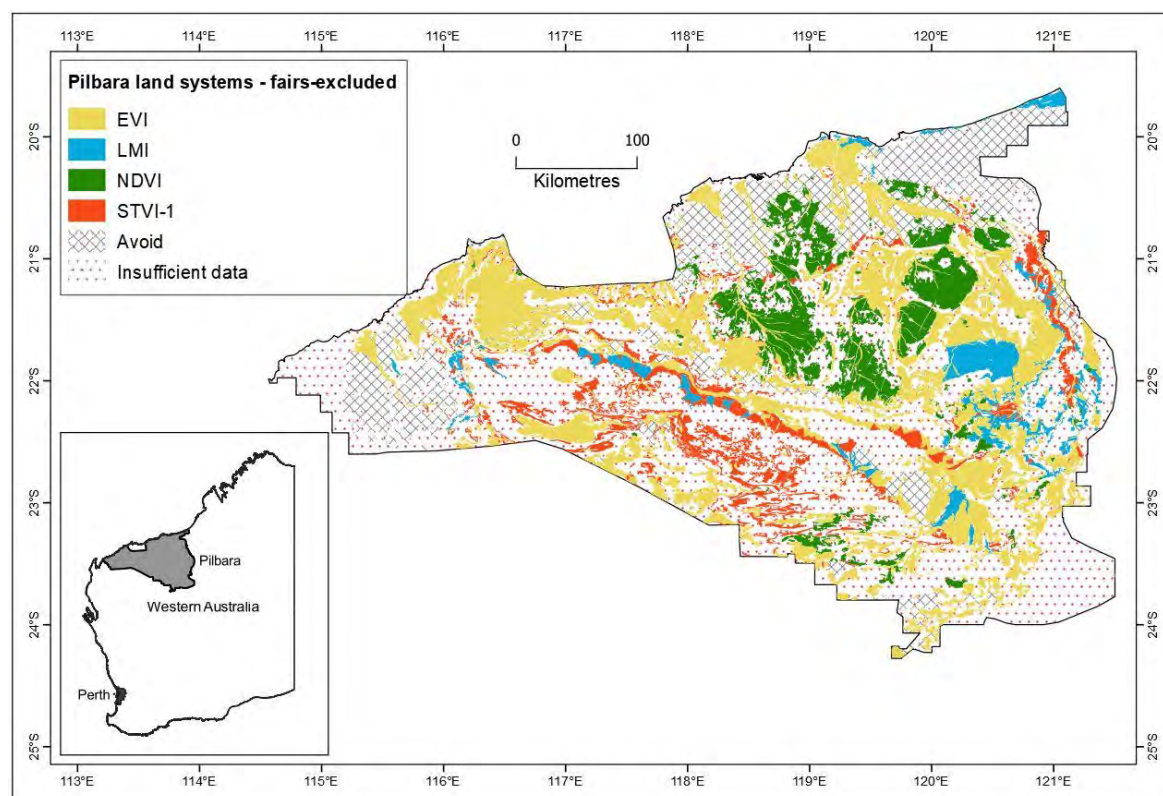 113°E 114°E 115°E 116°E 117°E 118°E 119°E 120°E 121°E
Pilbara land systems - fairs-excluded
EVI
LMI
NDVI
STVI-1
Avoid
Insufficient data
0 100
Kilometres
20°S 20°S
21°S 21°S
22°S 22°S
23°S 23°S
24°S 24°S
25°S 25°S
Pilbara
Western Australia
Perth
113°E 114°E 115°E 116°E 117°E 118°E 119°E 120°E 121°E